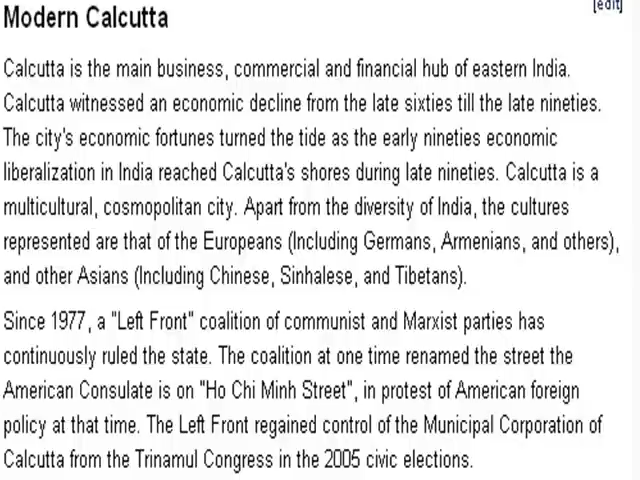 [edit]
Modern Calcutta
Calcutta is the main business, commercial and financial hub of eastern India.
Calcutta witnessed an economic decline from the late sixties till the late nineties.
The city's economic fortunes turned the tide as the early nineties economic
liberalization in India reached Calcutta's shores during late nineties. Calcutta is a
multicultural, cosmopolitan city. Apart from the diversity of India, the cultures
represented are that of the Europeans (Including Germans, Armenians, and others),
and other Asians (Including Chinese, Sinhalese, and Tibetans).
Since 1977, a "Left Front" coalition of communist and Marxist parties has
continuously ruled the state. The coalition at one time renamed the street the
American Consulate is on "Ho Chi Minh Street", in protest of American foreign
policy at that time. The Left Front regained control of the Municipal Corporation of
Calcutta from the Trinamul Congress in the 2005 civic elections.